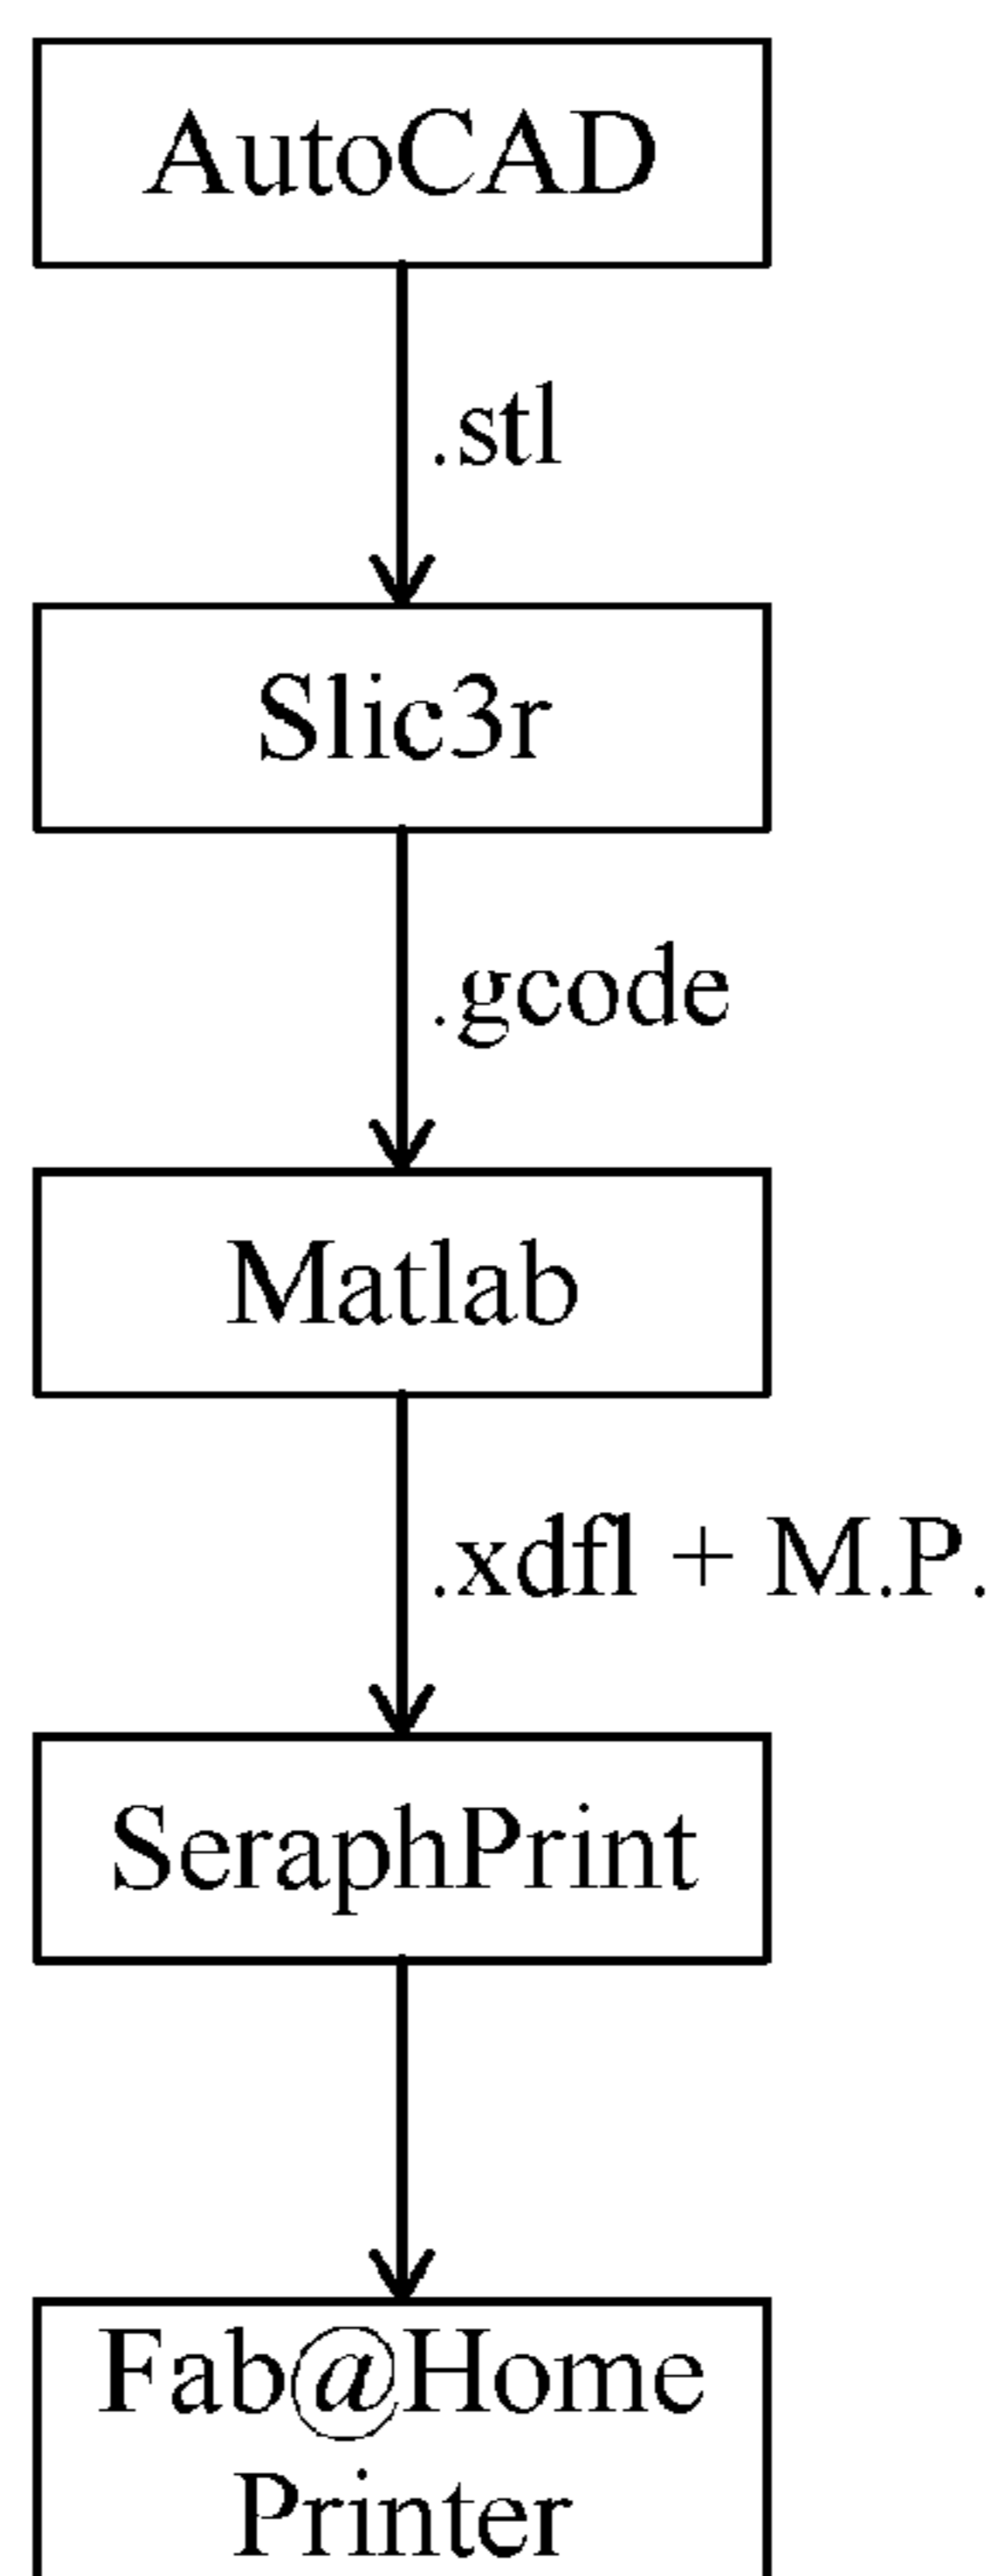 AutoCAD
.stl
Slic3r
.gcode
Matlab
.xdfl + M.P.
SeraphPrint
Fab@Home
Printer